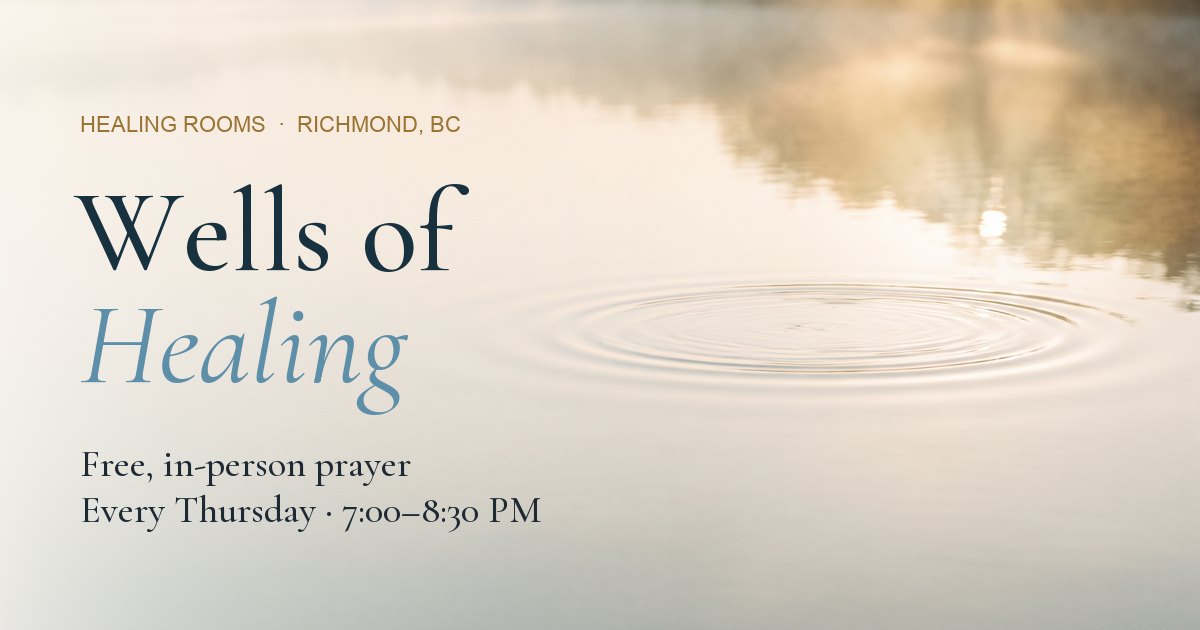 HEALING ROOMS · RICHMOND, BC
Wells of
Healing
Free, in-person prayer
Every Thursday · 7:00–8:30 PM